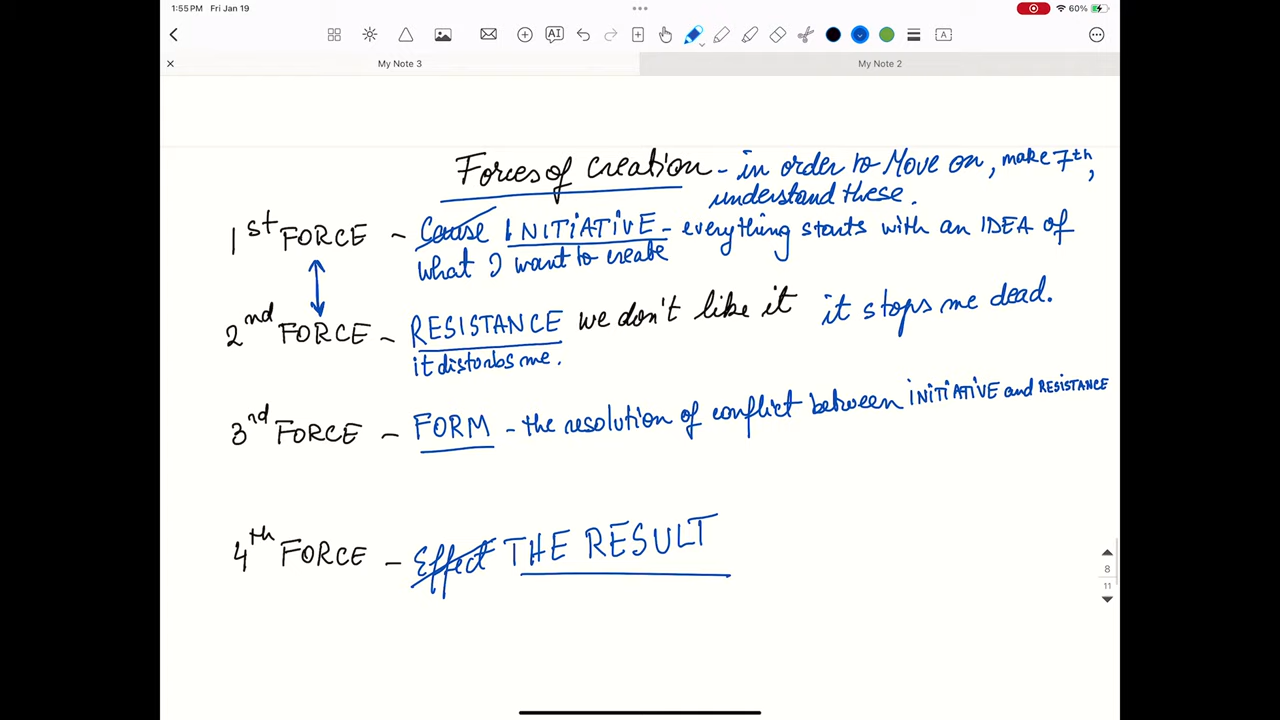 1:55 PM Fri Jan 19
60%
AI
A
My Note 3
My Note 2
Forces of Creation - in order to Move on, make 7th,
understand these.
1st FORCE - Cause INITIATIVE - everything starts with an IDEA of
what I want to create
2nd FORCE - RESISTANCE we don't like it it stops me dead.
it disturbs me.
3rd FORCE - FORM - the resolution of conflict between INITIATIVE and RESISTANCE
4th FORCE - Effect THE RESULT
8
11